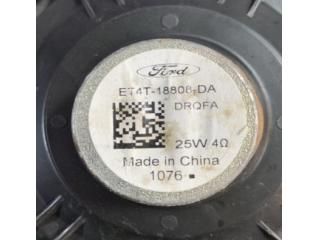 Ford
ET4T-18808-DA
DRQFA
25W 4Ω
Made in China
1076